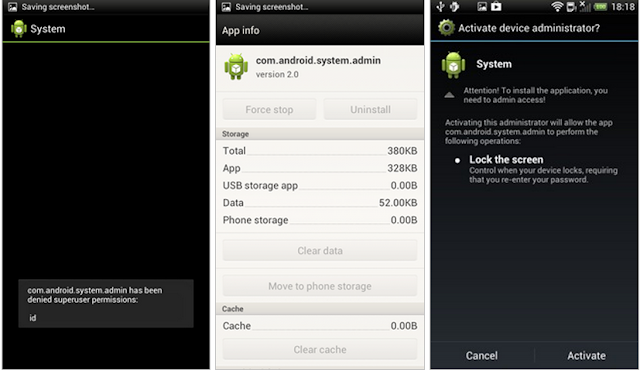 Saving screenshot...
System
com.android.system.admin has been
denied superuser permissions:
id
Saving screenshot...
App info
com.android.system.admin
version 2.0
Force stop
Uninstall
Storage
Total 380KB
App 328KB
USB storage app 0.00B
Data 52.00KB
Phone storage 0.00B
Clear data
Move to phone storage
Cache
Cache 0.00B
Clear cache
18:18
Activate device administrator?
System
Attention! To install the application, you
need to admin access!
Activating this administrator will allow the app
com.android.system.admin to perform the
following operations:
Lock the screen
Control when your device locks, requiring
that you re-enter your password.
Cancel
Activate